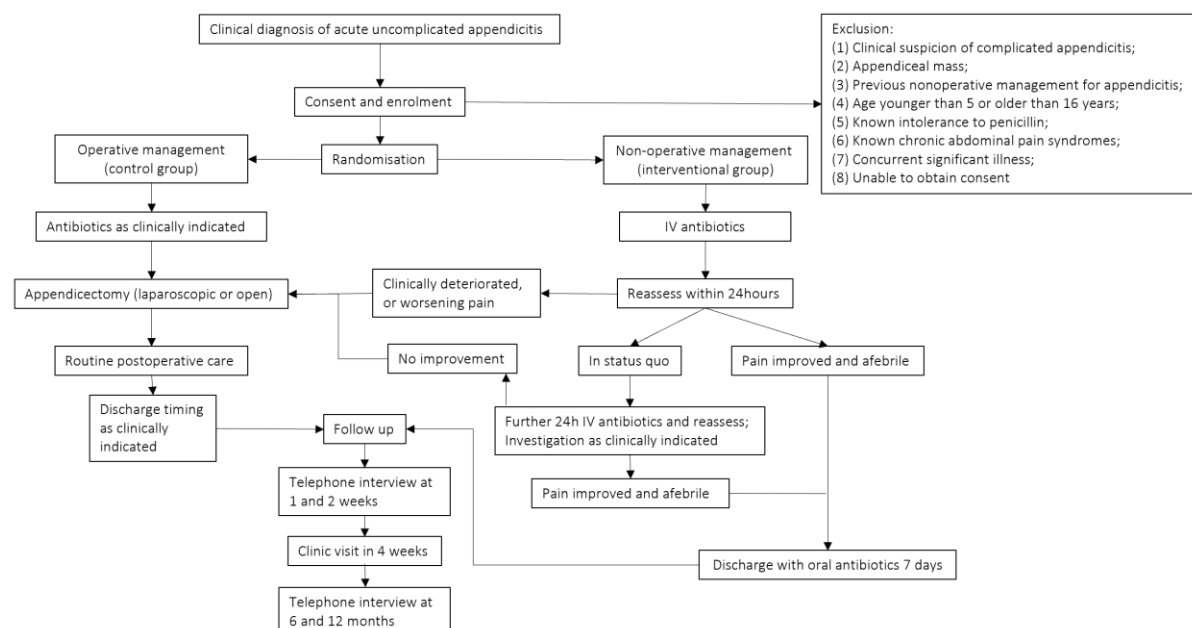 Clinical diagnosis of acute uncomplicated appendicitis
Exclusion:
(1) Clinical suspicion of complicated appendicitis;
(2) Appendiceal mass;
(3) Previous nonoperative management for appendicitis;
(4) Age younger than 5 or older than 16 years;
(5) Known intolerance to penicillin;
(6) Known chronic abdominal pain syndromes;
(7) Concurrent significant illness;
(8) Unable to obtain consent
Consent and enrolment
Randomisation
Operative management
(control group)
Non-operative management
(interventional group)
Antibiotics as clinically indicated
IV antibiotics
Appendicectomy (laparoscopic or open)
Clinically deteriorated,
or worsening pain
Reassess within 24hours
Routine postoperative care
No improvement
In status quo
Pain improved and afebrile
Discharge timing
as clinically
indicated
Follow up
Further 24h IV antibiotics and reassess;
Investigation as clinically indicated
Telephone interview at
1 and 2 weeks
Pain improved and afebrile
Clinic visit in 4 weeks
Discharge with oral antibiotics 7 days
Telephone interview at
6 and 12 months